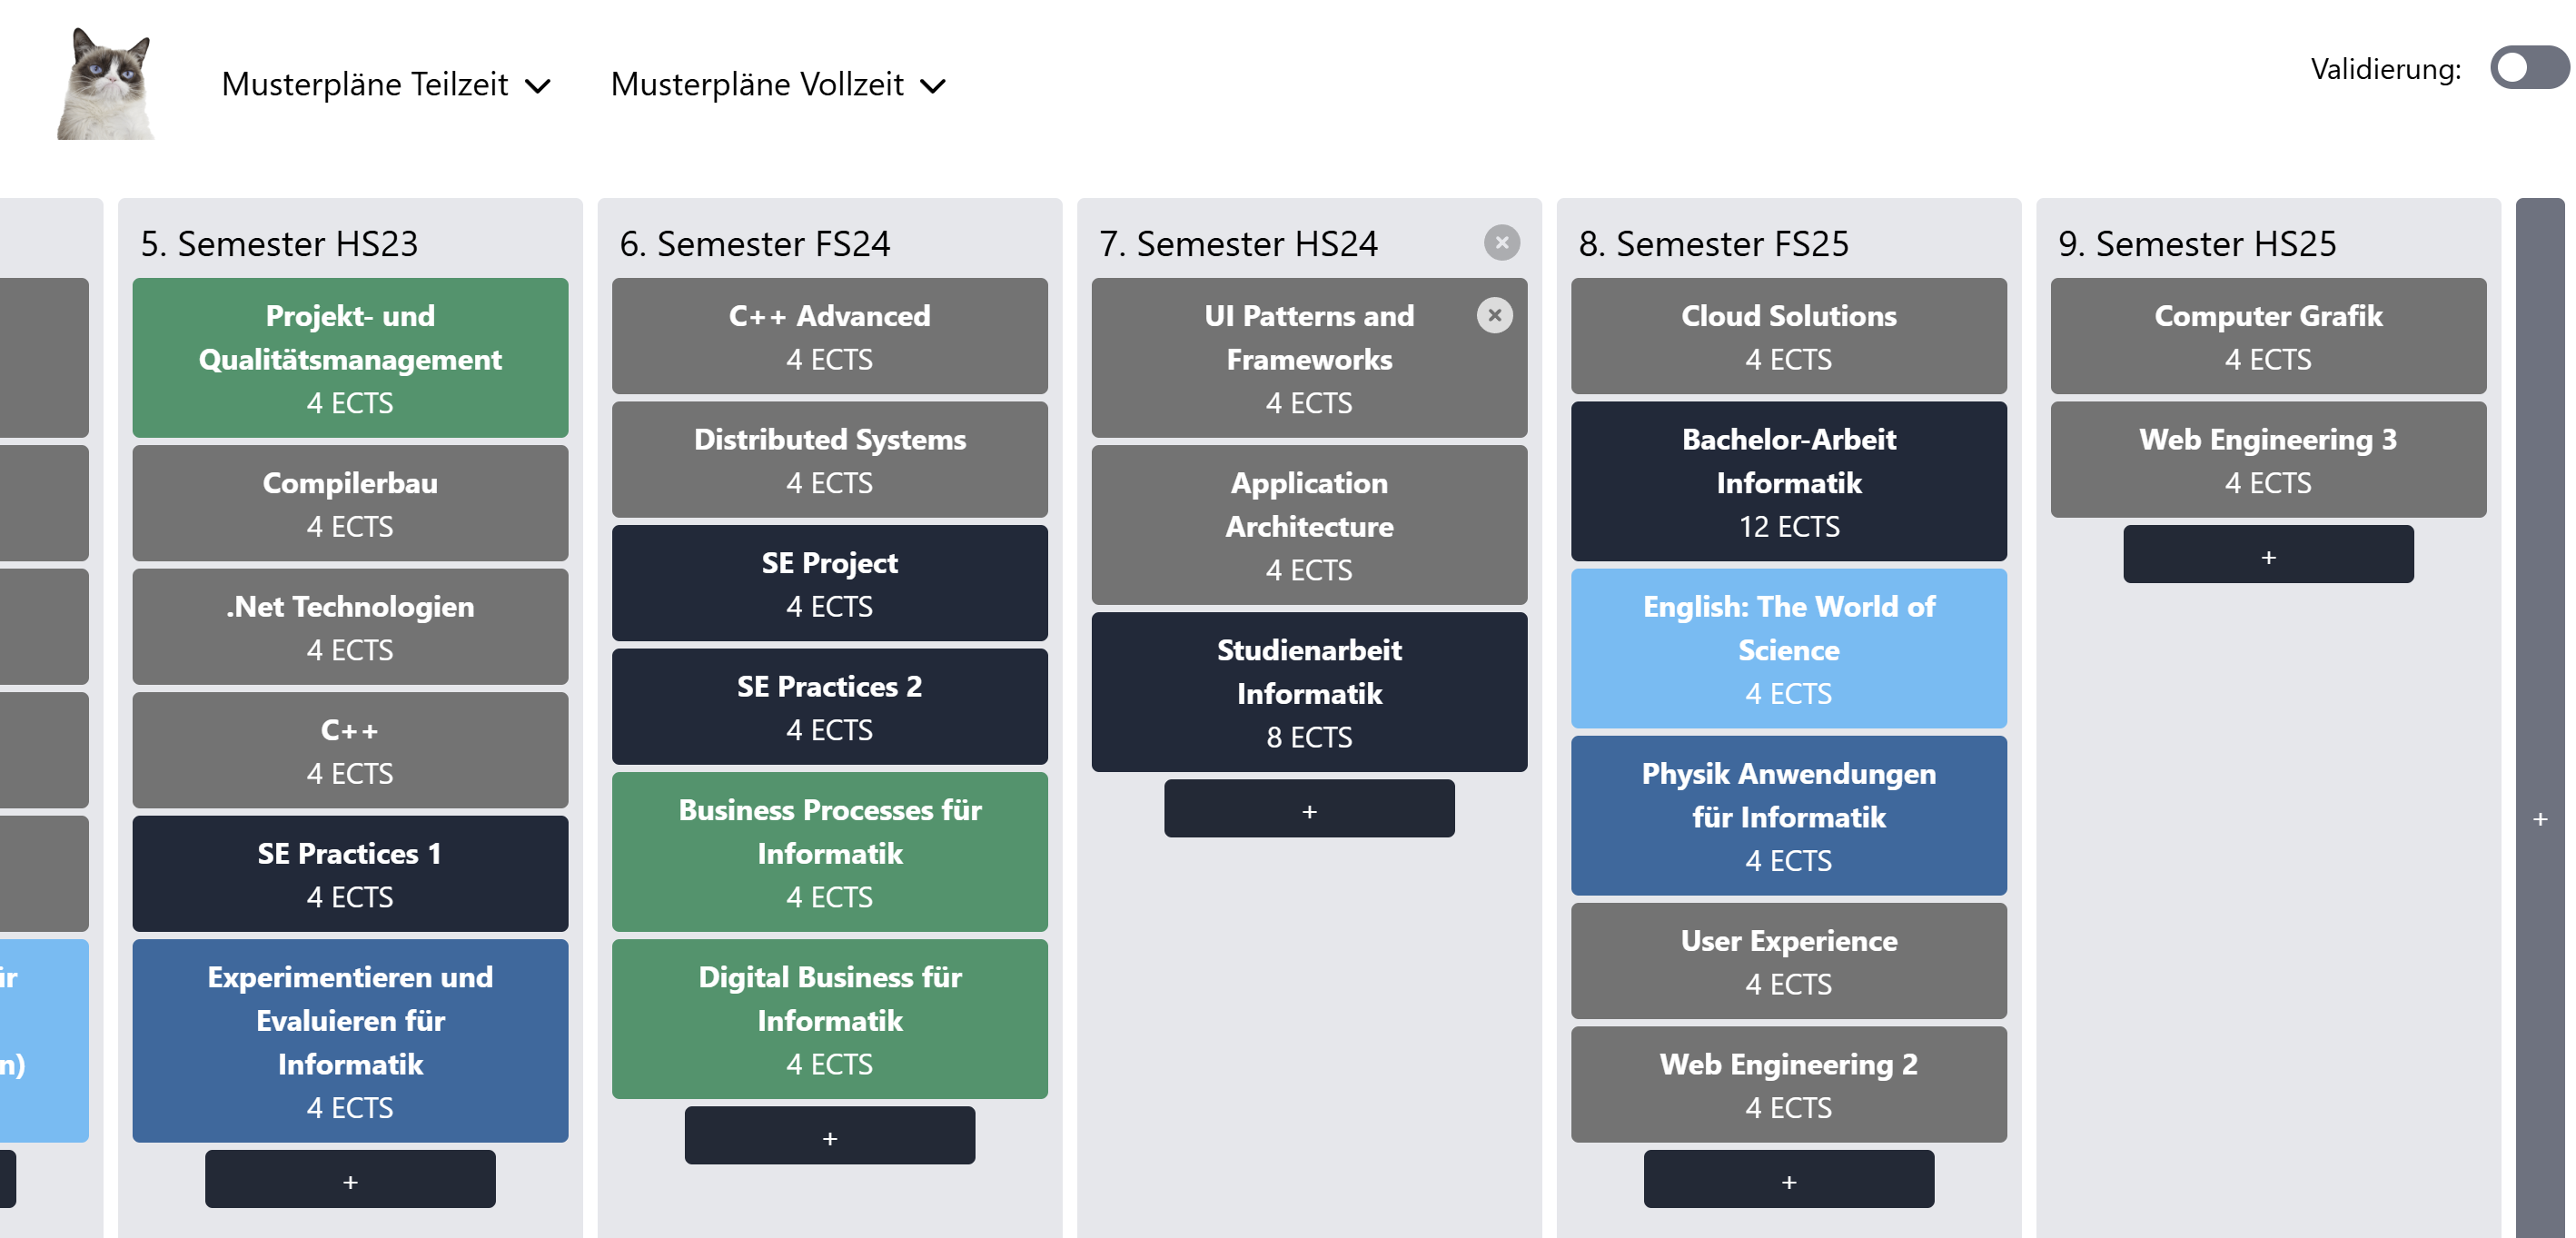 Musterpläne Teilzeit
Musterpläne Vollzeit
Validierung:
ir
n)
5. Semester HS23
Projekt- und
Qualitätsmanagement
4 ECTS
Compilerbau
4 ECTS
.Net Technologien
4 ECTS
C++
4 ECTS
SE Practices 1
4 ECTS
Experimentieren und
Evaluieren für
Informatik
4 ECTS
+
6. Semester FS24
C++ Advanced
4 ECTS
Distributed Systems
4 ECTS
SE Project
4 ECTS
SE Practices 2
4 ECTS
Business Processes für
Informatik
4 ECTS
Digital Business für
Informatik
4 ECTS
+
7. Semester HS24
UI Patterns and
Frameworks
4 ECTS
Application
Architecture
4 ECTS
Studienarbeit
Informatik
8 ECTS
+
8. Semester FS25
Cloud Solutions
4 ECTS
Bachelor-Arbeit
Informatik
12 ECTS
English: The World of
Science
4 ECTS
Physik Anwendungen
für Informatik
4 ECTS
User Experience
4 ECTS
Web Engineering 2
4 ECTS
+
9. Semester HS25
Computer Grafik
4 ECTS
Web Engineering 3
4 ECTS
+
+